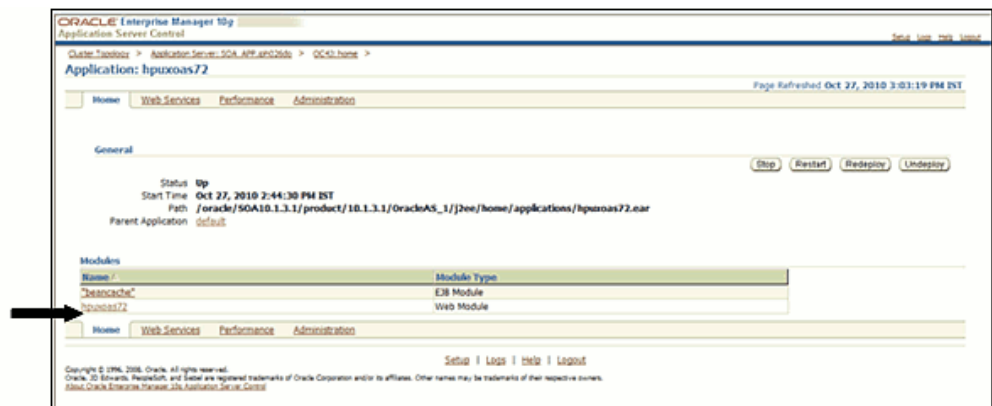 ORACLE Enterprise Manager 10g
Application Server Control
Setup Logs Help Logout
Cluster Topology > Application Server: > OC4J: home >
Application: hpuxoas72
Page Refreshed Oct 27, 2010 3:03:19 PM IST
Home Web Services Performance Administration
General
Stop Restart Redeploy Undeploy
Status Up
Start Time Oct 27, 2010 2:44:30 PM IST
Path /oracle/SOA10.1.3.1/product/10.1.3.1/OracleAS_1/j2ee/home/applications/hpuxoas72.ear
Parent Application default
Modules
Name Module Type
"beancache" EJB Module
hpuxoas72 Web Module
Home Web Services Performance Administration
Setup | Logs | Help | Logout
Copyright © 1996, 2006, Oracle. All rights reserved.
Oracle, JD Edwards, PeopleSoft, and Siebel are registered trademarks of Oracle Corporation and/or its affiliates. Other names may be trademarks of their respective owners.
About Oracle Enterprise Manager 10g Application Server Control